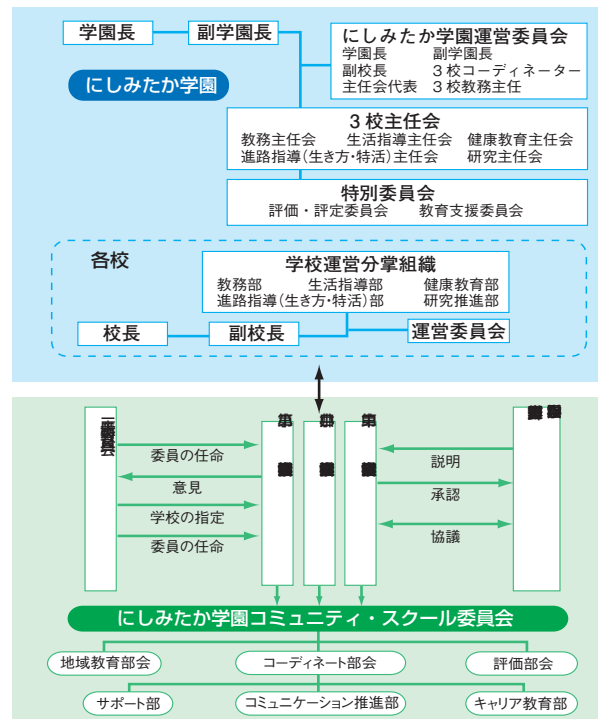 学園長
副学園長
にしみたか学園運営委員会
学園長 副学園長
副校長 3校コーディネーター
主任会代表 3校教務主任
にしみたか学園
3校主任会
教務主任会 生活指導主任会 健康教育主任会
進路指導(生き方・特活)主任会 研究主任会
特別委員会
評価・評定委員会 教育支援委員会
各校
学校運営分掌組織
教務部 生活指導部 健康教育部
進路指導(生き方・特活)部 研究推進部
校長
副校長
運営委員会
委員の任命
意見
学校の指定
委員の任命
説明
承認
協議
にしみたか学園コミュニティ・スクール委員会
地域教育部会
コーディネート部会
評価部会
サポート部
コミュニケーション推進部
キャリア教育部